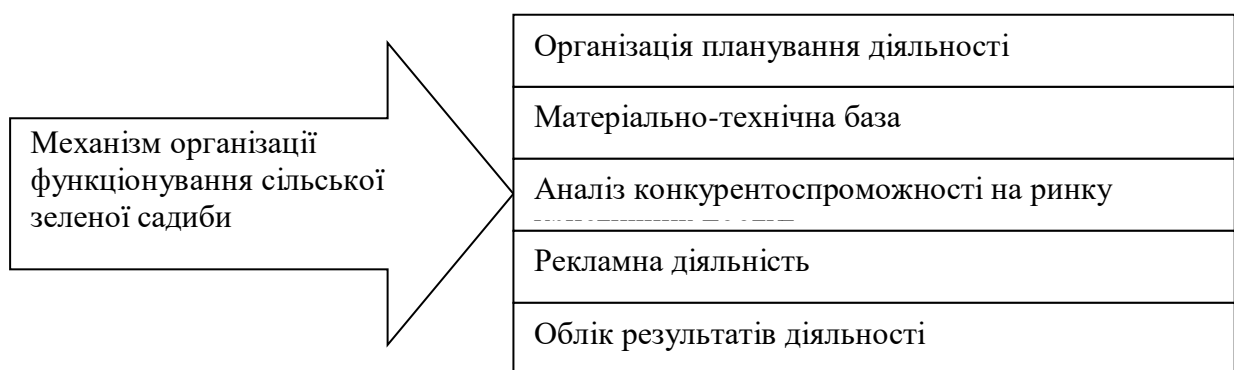 Механізм організації
функціонування сільської
зеленої садиби
Організація планування діяльності
Матеріально-технічна база
Аналіз конкурентоспроможності на ринку
Рекламна діяльність
Облік результатів діяльності